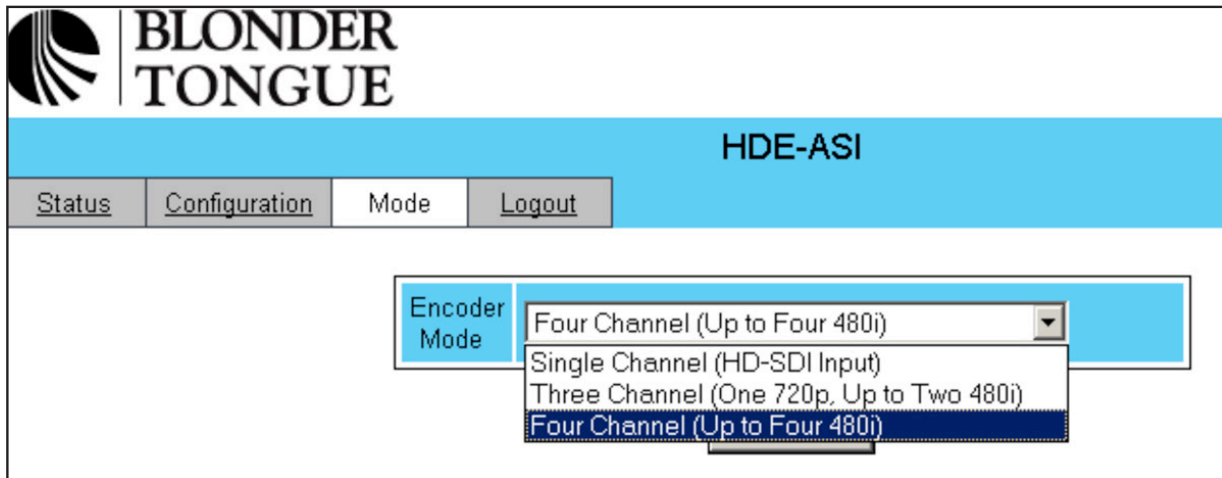 BLONDER
TONGUE
HDE-ASI
Status Configuration Mode Logout
Encoder
Mode
Four Channel (Up to Four 480i)
Single Channel (HD-SDI Input)
Three Channel (One 720p, Up to Two 480i)
Four Channel (Up to Four 480i)